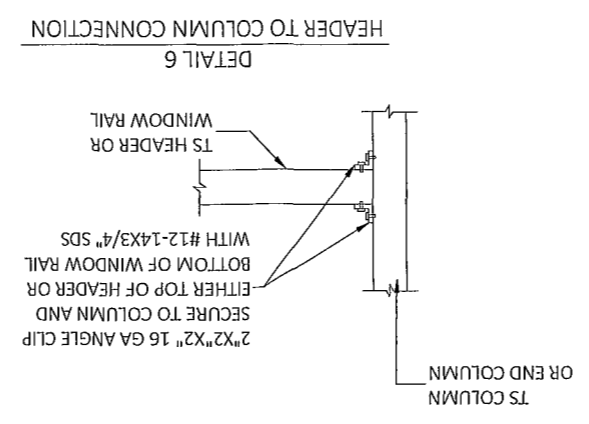 TS COLUMN
OR END COLUMN
2"X2"X2" 16 GA ANGLE CLIP
SECURE TO COLUMN AND
EITHER TOP OF HEADER OR
BOTTOM OF WINDOW RAIL
WITH #12-14X3/4" SDS
TS HEADER OR
WINDOW RAIL
DETAIL 6
HEADER TO COLUMN CONNECTION